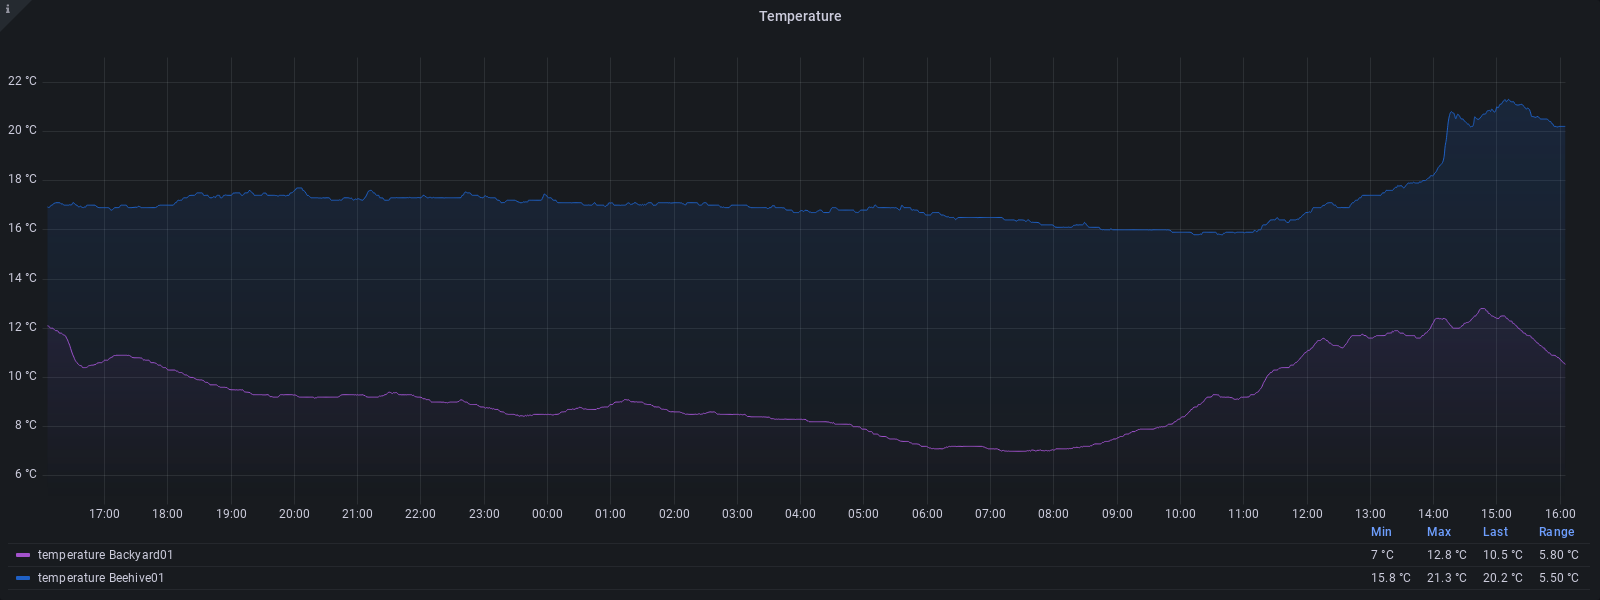 i
Temperature
22 °C
20 °C
18 °C
16 °C
14 °C
12 °C
10 °C
8 °C
6 °C
17:00 18:00 19:00 20:00 21:00 22:00 23:00 00:00 01:00 02:00 03:00 04:00 05:00 06:00 07:00 08:00 09:00 10:00 11:00 12:00 13:00 14:00 15:00 16:00
Min Max Last Range
temperature Backyard01 7 °C 12.8 °C 10.5 °C 5.80 °C
temperature Beehive01 15.8 °C 21.3 °C 20.2 °C 5.50 °C